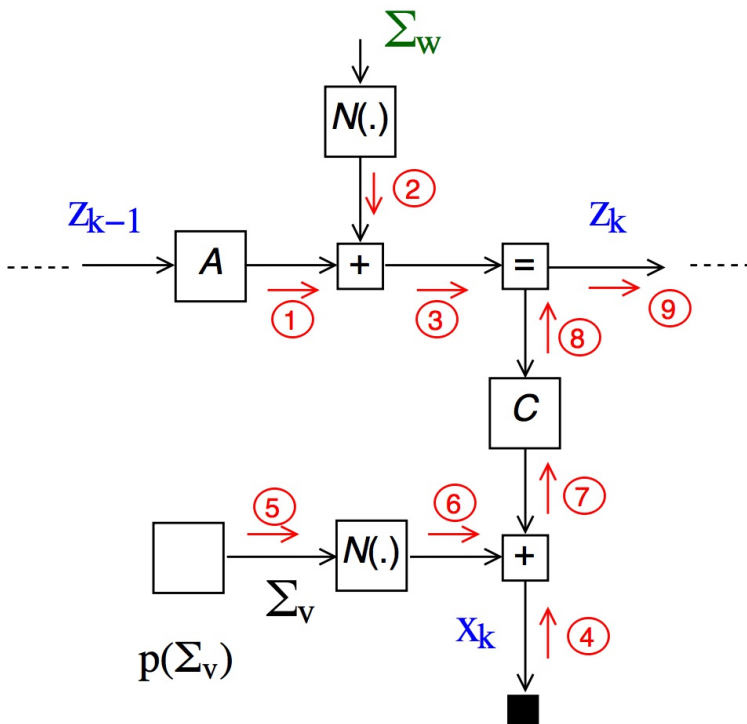 Σw
N(.)
2
zk−1
zk
A
+
=
1
3
9
8
C
7
5
6
N(.)
+
Σv
xk
4
p(Σv)